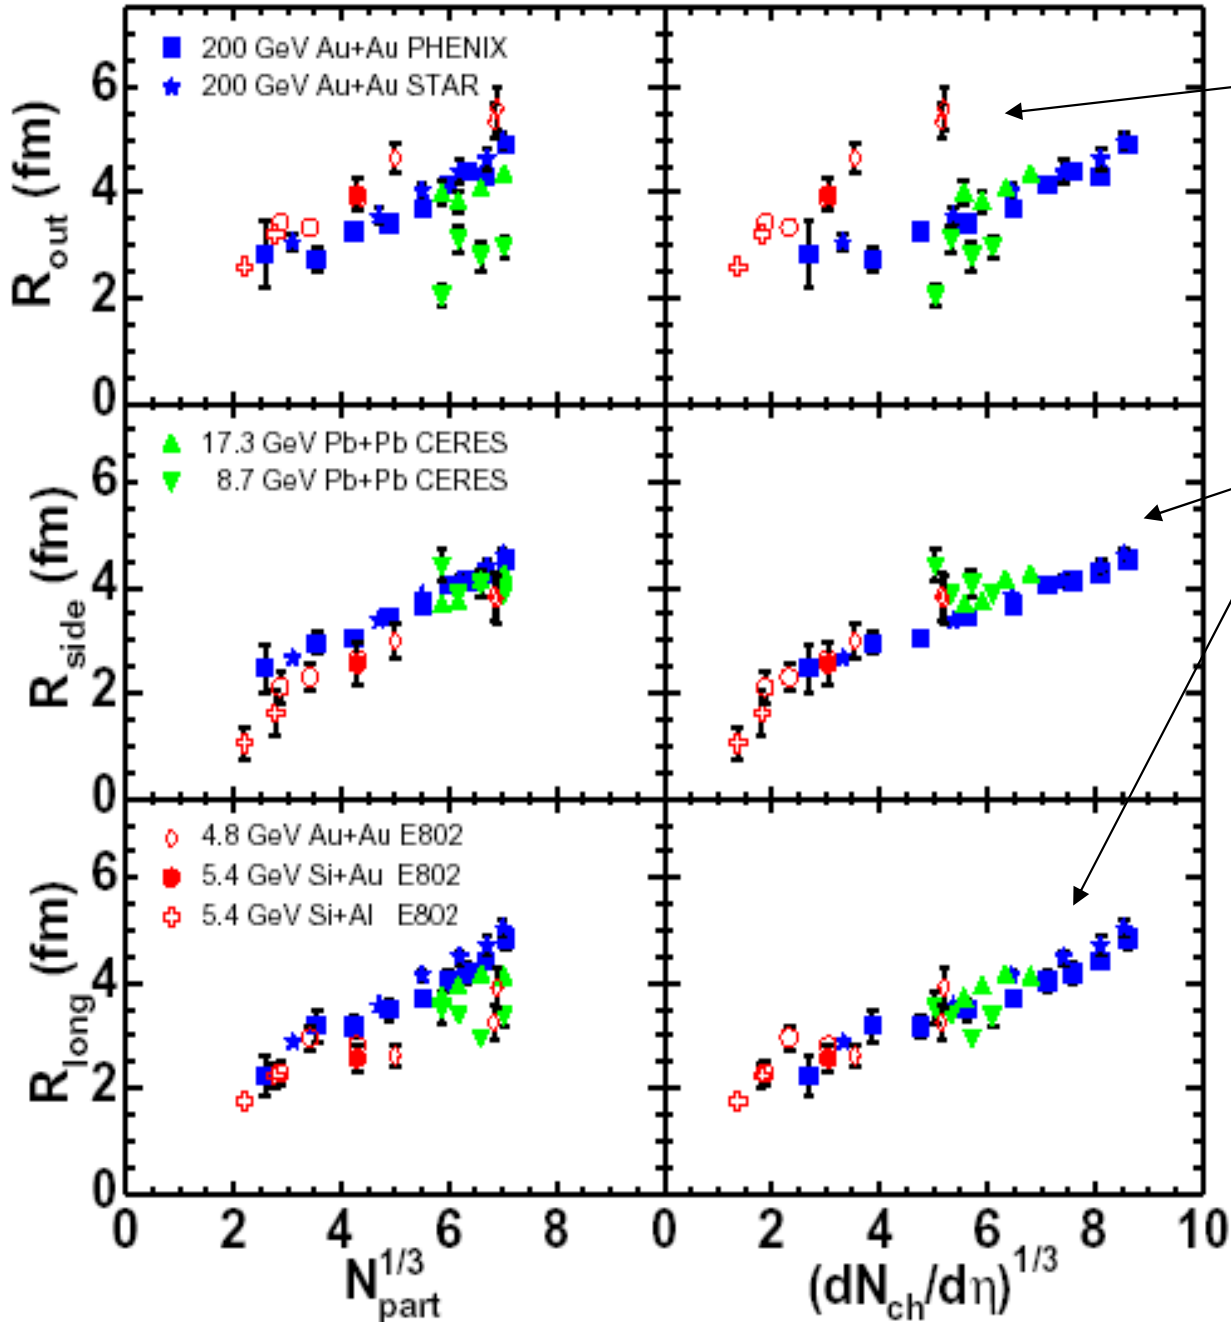 R_out (fm)
6
4
2
0
200 GeV Au+Au PHENIX
200 GeV Au+Au STAR
R_side (fm)
6
4
2
0
17.3 GeV Pb+Pb CERES
8.7 GeV Pb+Pb CERES
R_long (fm)
6
4
2
0
4.8 GeV Au+Au E802
5.4 GeV Si+Au E802
5.4 GeV Si+Al E802
0 2 4 6 8 0 2 4 6 8 10
N_part^1/3
(dN_ch/dη)^1/3